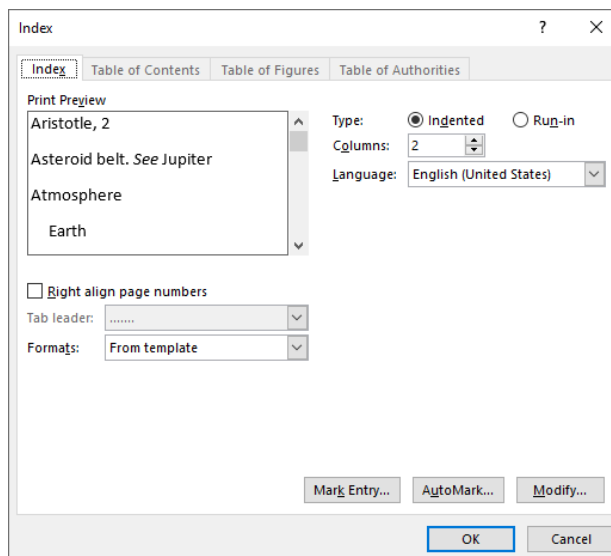 Index
Index Table of Contents Table of Figures Table of Authorities
Print Preview
Aristotle, 2
Asteroid belt. See Jupiter
Atmosphere
Earth
Type: Indented Run-in
Columns: 2
Language: English (United States)
Right align page numbers
Tab leader: .......
Formats: From template
Mark Entry... AutoMark... Modify...
OK Cancel